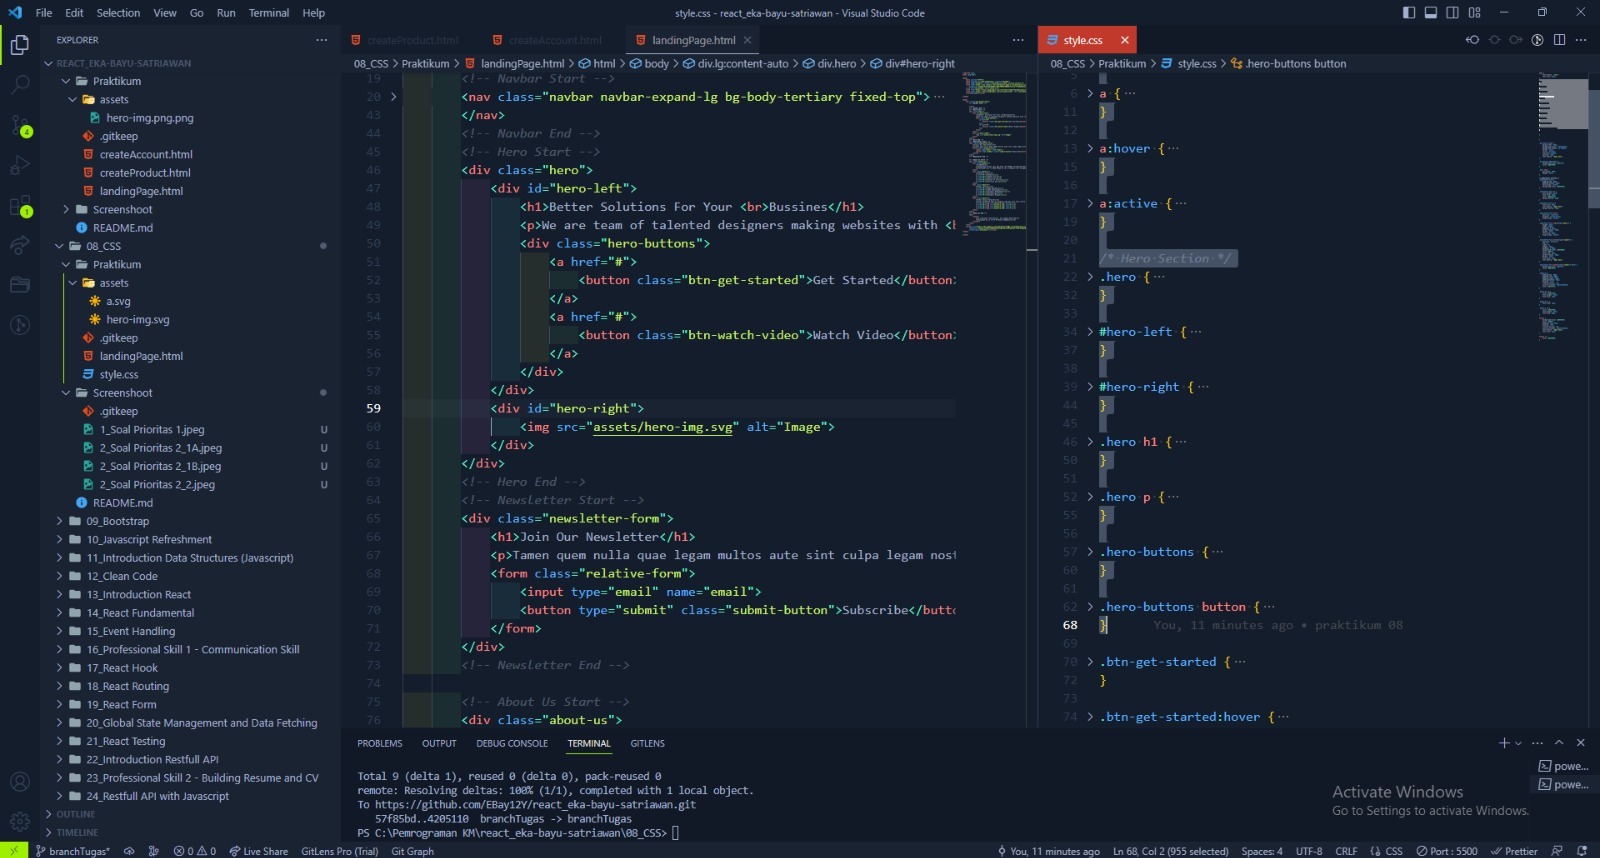 File Edit Selection View Go Run Terminal Help
style.css - react_eka-bayu-satriawan - Visual Studio Code
EXPLORER
REACT_EKA-BAYU-SATRIAWAN
Praktikum
assets
hero-img.png.png
.gitkeep
createAccount.html
createProduct.html
landingPage.html
Screenshoot
README.md
08_CSS
Praktikum
assets
a.svg
hero-img.svg
.gitkeep
landingPage.html
style.css
Screenshoot
.gitkeep
1_Soal Prioritas 1.jpeg U
2_Soal Prioritas 2_1A.jpeg U
2_Soal Prioritas 2_1B.jpeg U
2_Soal Prioritas 2_2.jpeg U
README.md
09_Bootstrap
10_Javascript Refreshment
11_Introduction Data Structures (Javascript)
12_Clean Code
13_Introduction React
14_React Fundamental
15_Event Handling
16_Professional Skill 1 - Communication Skill
17_React Hook
18_React Routing
19_React Form
20_Global State Management and Data Fetching
21_React Testing
22_Introduction Restfull API
23_Professional Skill 2 - Building Resume and CV
24_Restfull API with Javascript
OUTLINE
TIMELINE
createProduct.html createAccount.html landingPage.html
08_CSS > Praktikum > landingPage.html > html > body > div.lg:content-auto > div.hero > div#hero-right
19 <!-- Navbar Start -->
20 <nav class="navbar navbar-expand-lg bg-body-tertiary fixed-top">···
43 </nav>
44 <!-- Navbar End -->
45 <!-- Hero Start -->
46 <div class="hero">
47 <div id="hero-left">
48 <h1>Better Solutions For Your <br>Bussines</h1>
49 <p>We are team of talented designers making websites with <b
50 <div class="hero-buttons">
51 <a href="#">
52 <button class="btn-get-started">Get Started</button>
53 </a>
54 <a href="#">
55 <button class="btn-watch-video">Watch Video</button>
56 </a>
57 </div>
58 </div>
59 <div id="hero-right">
60 <img src="assets/hero-img.svg" alt="Image">
61 </div>
62 </div>
63 <!-- Hero End -->
64 <!-- Newsletter Start -->
65 <div class="newsletter-form">
66 <h1>Join Our Newsletter</h1>
67 <p>Tamen quem nulla quae legam multos aute sint culpa legam nost
68 <form class="relative-form">
69 <input type="email" name="email">
70 <button type="submit" class="submit-button">Subscribe</butto
71 </form>
72 </div>
73 <!-- Newsletter End -->
74
75 <!-- About Us Start -->
76 <div class="about-us">
style.css
08_CSS > Praktikum > style.css > .hero-buttons button
5
6 a {···
11 }
12
13 a:hover {···
15 }
16
17 a:active {···
19 }
20
21 /* Hero Section */
22 .hero {···
32 }
33
34 #hero-left {···
37 }
38
39 #hero-right {···
44 }
45
46 .hero h1 {···
50 }
51
52 .hero p {···
55 }
56
57 .hero-buttons {···
60 }
61
62 .hero-buttons button {···
68 } You, 11 minutes ago • praktikum 08
69
70 .btn-get-started {···
72 }
73
74 .btn-get-started:hover {···
PROBLEMS OUTPUT DEBUG CONSOLE TERMINAL GITLENS
Total 9 (delta 1), reused 0 (delta 0), pack-reused 0
remote: Resolving deltas: 100% (1/1), completed with 1 local object.
To https://github.com/EBay12Y/react_eka-bayu-satriawan.git
57f85bd..4205110 branchTugas -> branchTugas
PS C:\Pemrograman KM\react_eka-bayu-satriawan\08_CSS>
powe...
powe...
Activate Windows
Go to Settings to activate Windows.
branchTugas* 0 0 Live Share GitLens Pro (Trial) Git Graph
You, 11 minutes ago Ln 68, Col 2 (955 selected) Spaces: 4 UTF-8 CRLF {} CSS Port : 5500 Prettier
4
1